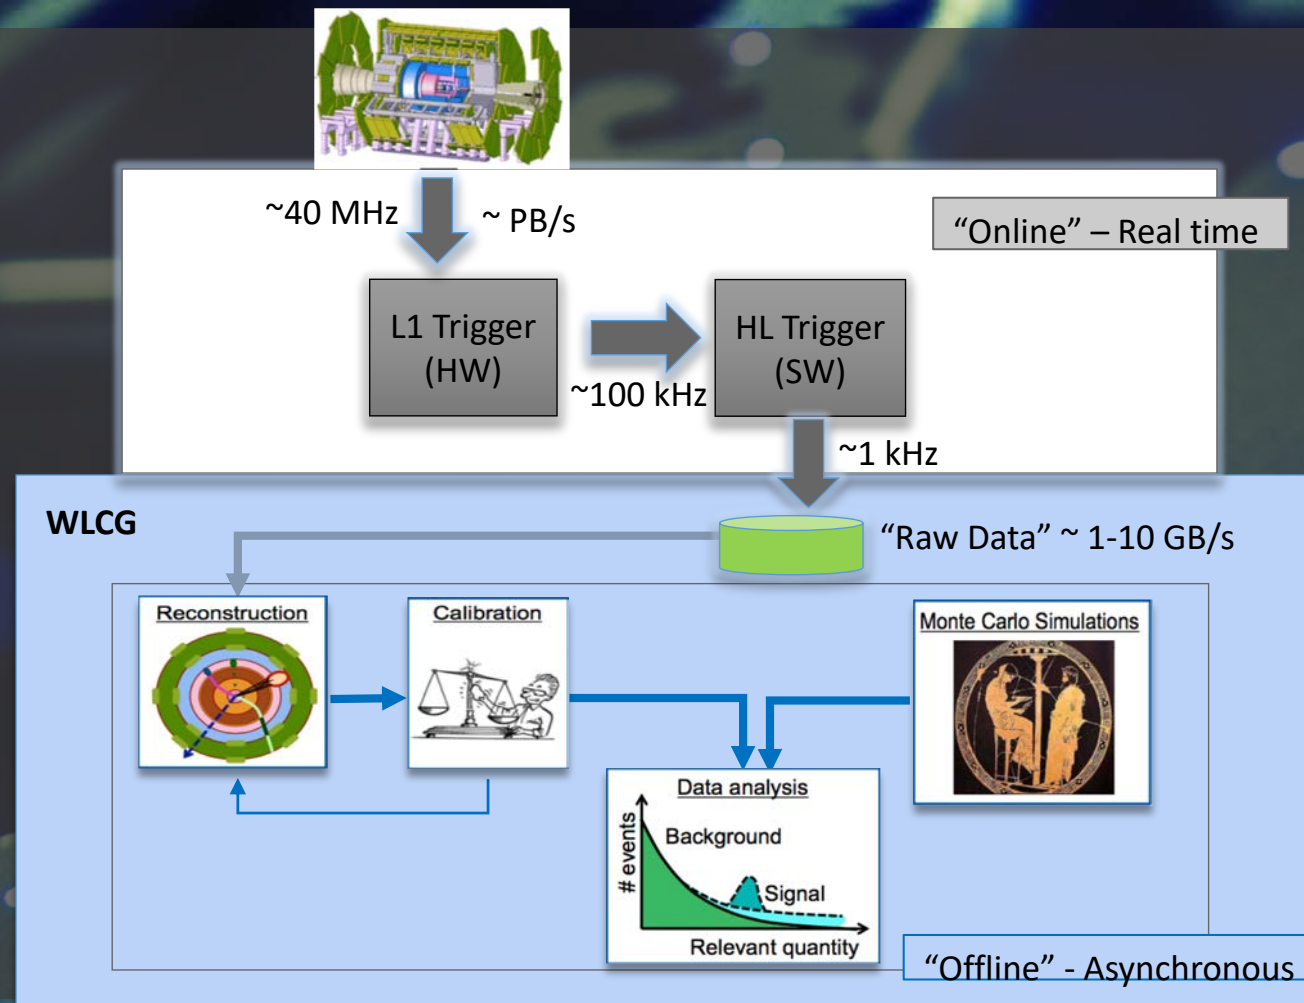 ~40 MHz
~ PB/s
“Online” – Real time
L1 Trigger
(HW)
~100 kHz
HL Trigger
(SW)
~1 kHz
WLCG
“Raw Data” ~ 1-10 GB/s
Reconstruction
Calibration
Monte Carlo Simulations
Data analysis
# events
Background
Signal
Relevant quantity
“Offline” - Asynchronous